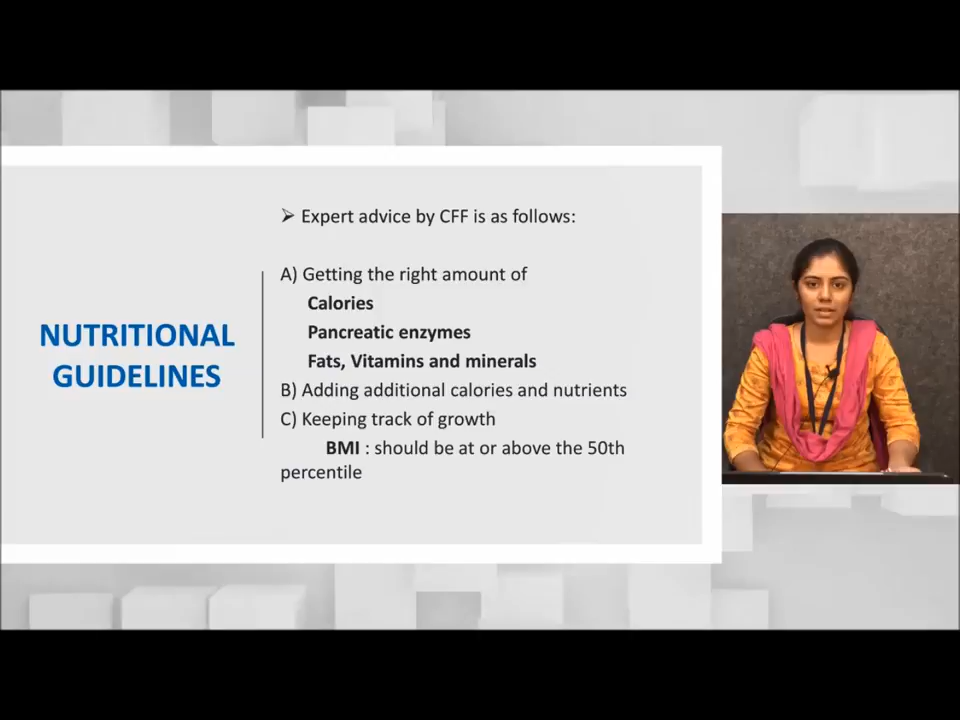 NUTRITIONAL
GUIDELINES
➢ Expert advice by CFF is as follows:
A) Getting the right amount of
Calories
Pancreatic enzymes
Fats, Vitamins and minerals
B) Adding additional calories and nutrients
C) Keeping track of growth
BMI : should be at or above the 50th
percentile